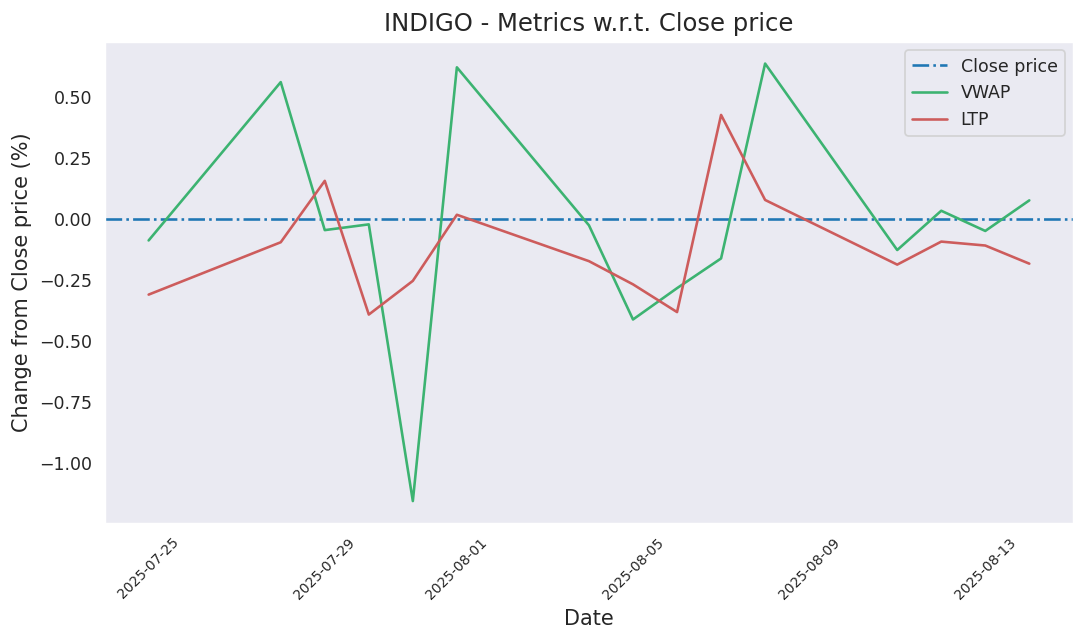 INDIGO - Metrics w.r.t. Close price
Close price
VWAP
LTP
Change from Close price (%)
0.50
0.25
0.00
−0.25
−0.50
−0.75
−1.00
2025-07-25
2025-07-29
2025-08-01
2025-08-05
2025-08-09
2025-08-13
Date